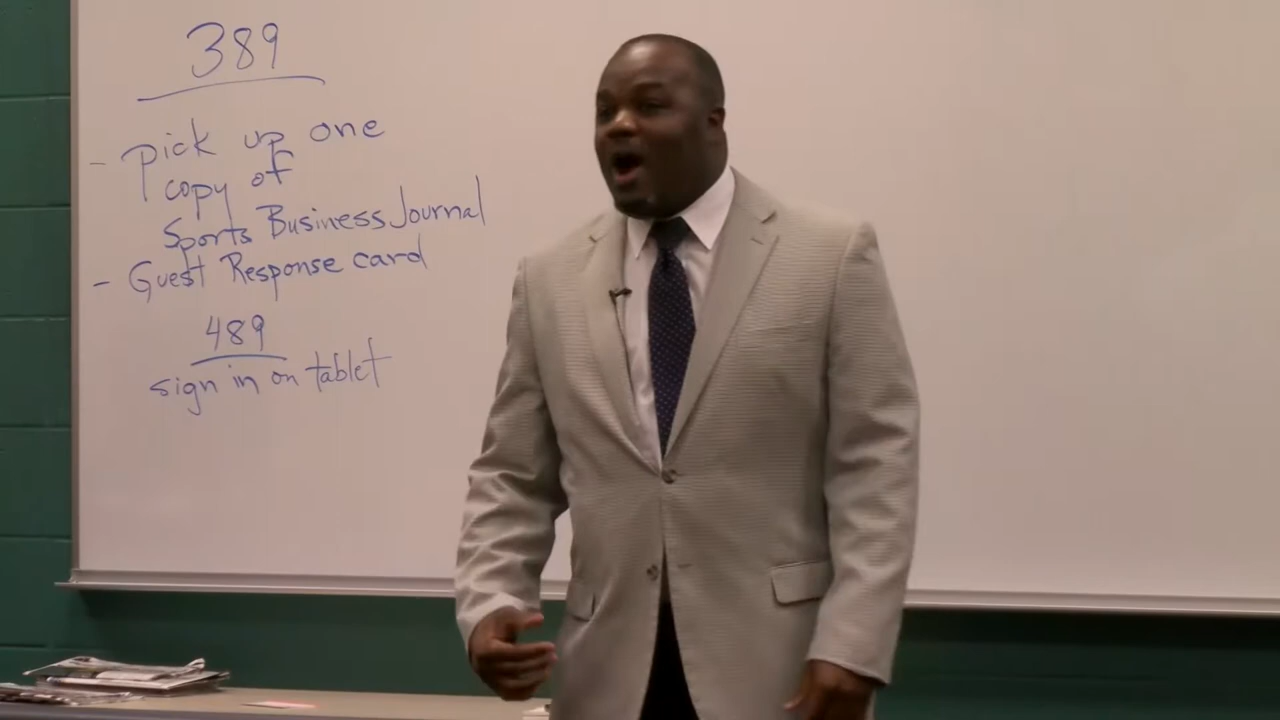 389
- pick up one
copy of
Sports Business Journal
- Guest Response card
489
sign in on tablet